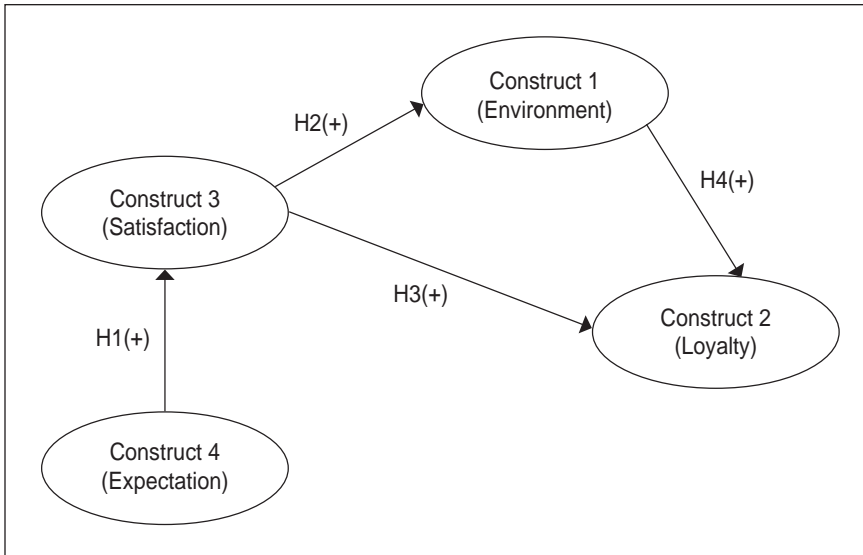 Construct 1
(Environment)
H2(+)
H4(+)
Construct 3
(Satisfaction)
H3(+)
Construct 2
(Loyalty)
H1(+)
Construct 4
(Expectation)